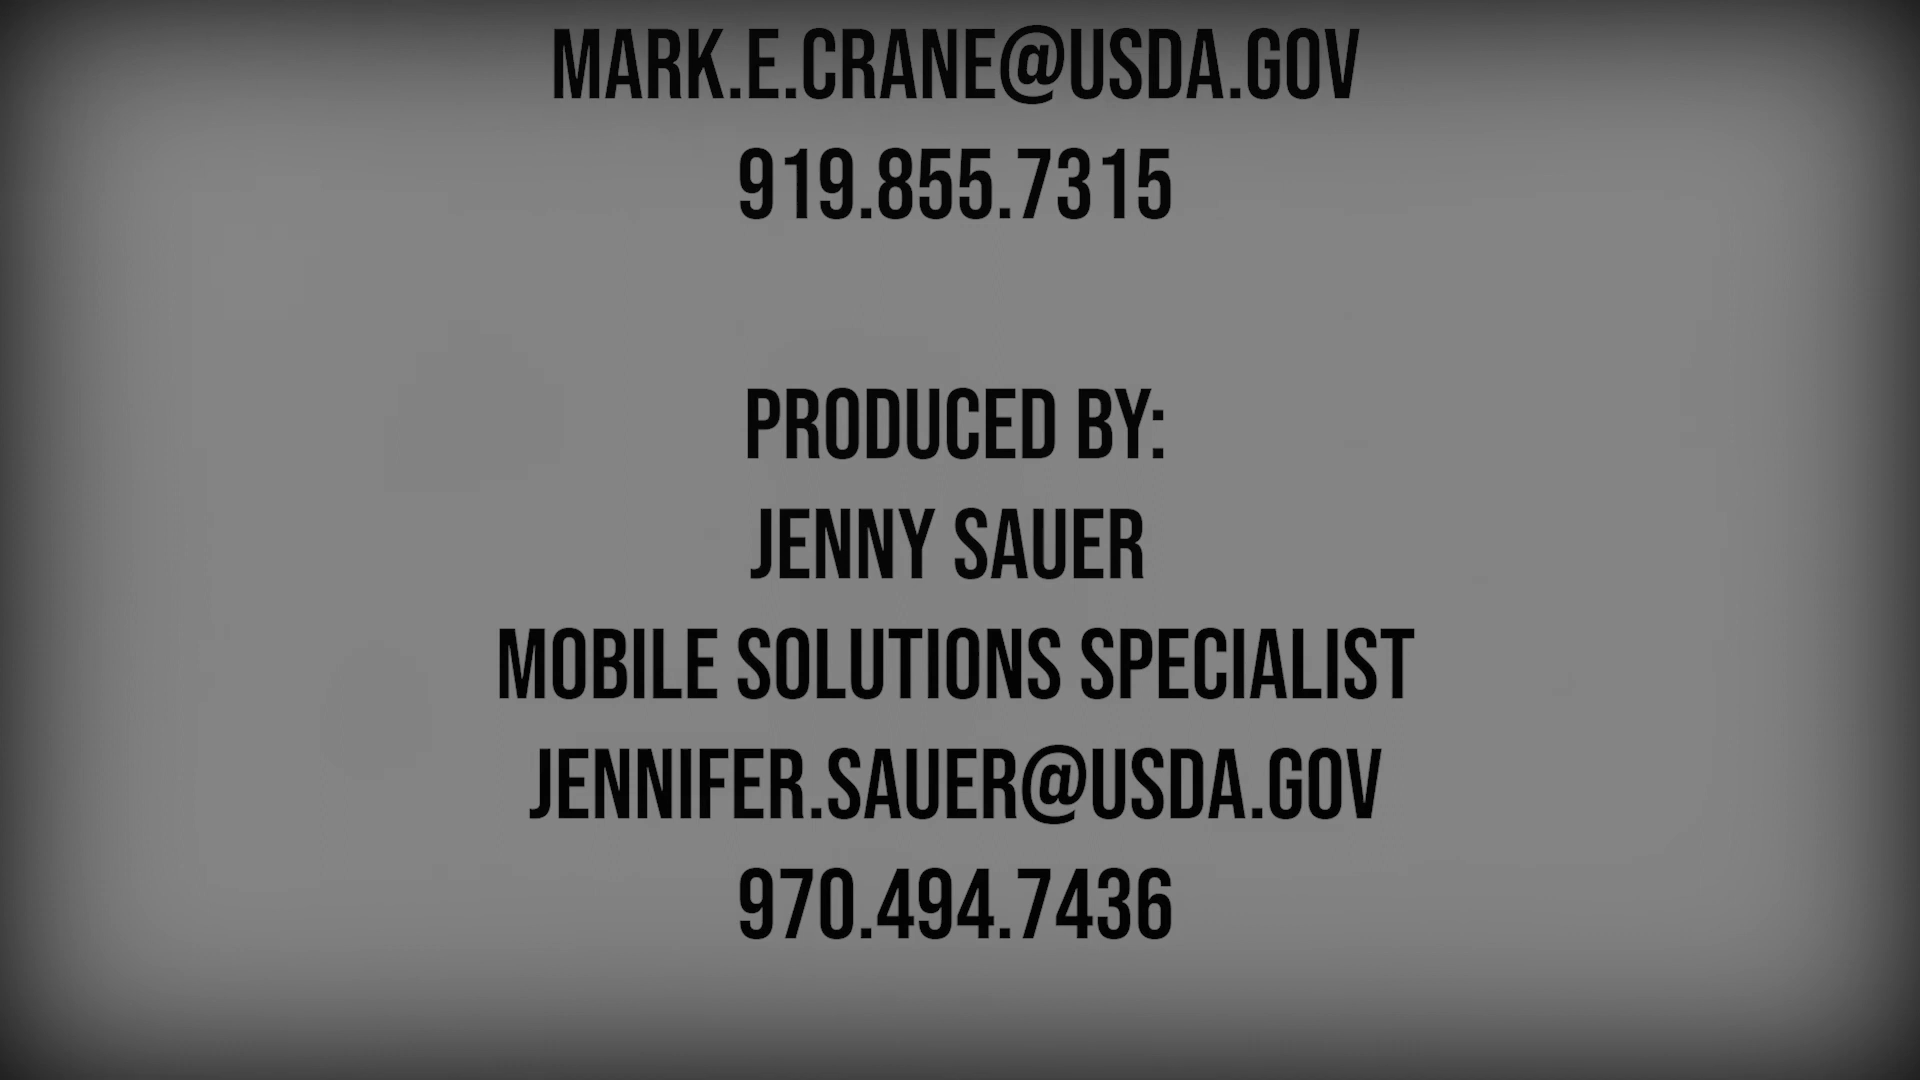 MARK.E.CRANE@USDA.GOV
919.855.7315
PRODUCED BY:
JENNY SAUER
MOBILE SOLUTIONS SPECIALIST
JENNIFER.SAUER@USDA.GOV
970.494.7436